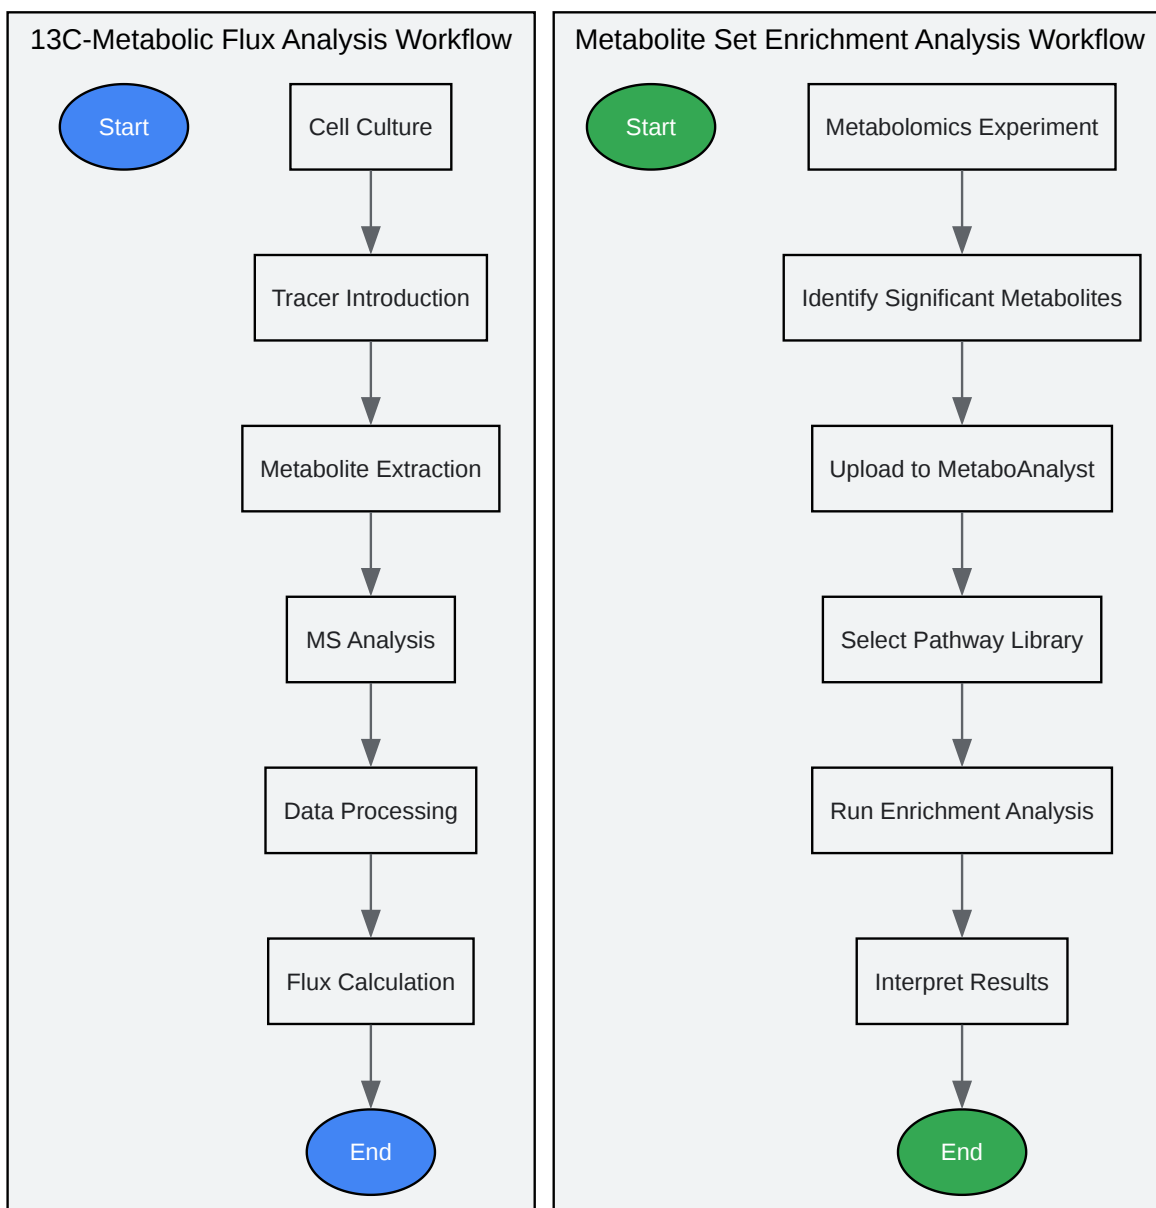 13C-Metabolic Flux Analysis Workflow
Start
Cell Culture
Tracer Introduction
Metabolite Extraction
MS Analysis
Data Processing
Flux Calculation
End
Metabolite Set Enrichment Analysis Workflow
Start
Metabolomics Experiment
Identify Significant Metabolites
Upload to MetaboAnalyst
Select Pathway Library
Run Enrichment Analysis
Interpret Results
End